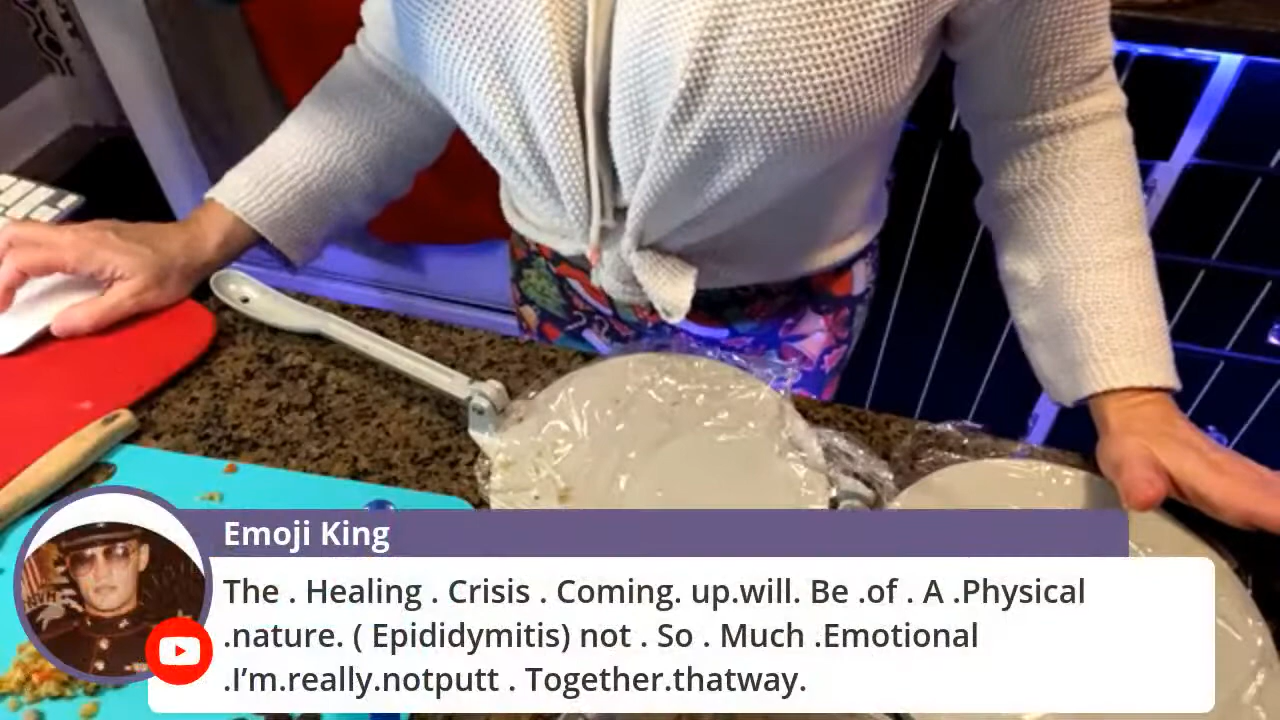 Emoji King
The . Healing . Crisis . Coming. up.will. Be .of . A .Physical
.nature. ( Epididymitis) not . So . Much .Emotional
.I’m.really.notputt . Together.thatway.